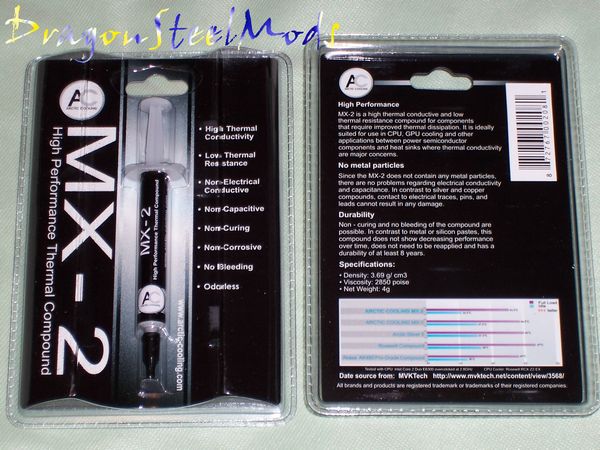 DragonSteelMods
AC
ARCTIC COOLING
MX-2
High Performance Thermal Compound
MX-2
High Performance Thermal Compound
AC
www.arctic-cooling.com
• High Thermal
Conductivity
• Low Thermal
Resistance
• Non-Electrical
Conductive
• Non-Capacitive
• Non-Curing
• Non-Corrosive
• No Bleeding
• Odorless
AC
ARCTIC COOLING
High Performance
MX-2 is a high thermal conductive and low
thermal resistance compound for components
that require improved thermal dissipation. It is ideally
suited for use in CPU, GPU cooling and other
applications between power semiconductor
components and heat sinks where thermal conductivity
are major concerns.
No metal particles
Since the MX-2 does not contain any metal particles,
there are no problems regarding electrical conductivity
and capacitance. In contrast to silver and copper
compounds, contact to electrical traces, pins, and
leads cannot result in any damage.
Durability
Non - curing and no bleeding of the compound are
possible. In contrast to metal or silicon pastes, this
compound does not show decreasing performance
over time, does not need to be reapplied and has a
durability of at least 8 years.
Specifications:
• Density: 3.69 g/ cm3
• Viscosity: 2850 poise
• Net Weight: 4g
Full Load
Idle
better
ARCTIC COOLING MX-2
ARCTIC COOLING MX-1
Arctic Silver 5
Rosewill Compound
Date source from: MVKTech http://www.mvktech.net/content/view/3568/
All brands and products are registered trademark or trademarks of their registered companies.